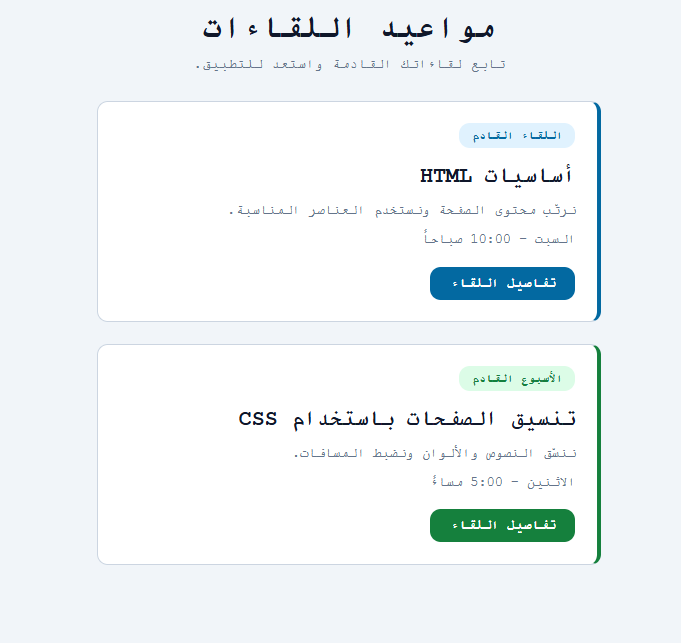 مواعيد اللقاءات
تابع لقاءاتك القادمة واستعد للتطبيق.
اللقاء القادم
أساسيات HTML
نرتّب محتوى الصفحة ونستخدم العناصر المناسبة.
السبت - 10:00 صباحاً
تفاصيل اللقاء
الأسبوع القادم
تنسيق الصفحات باستخدام CSS
ننسّق النصوص والألوان ونضبط المسافات.
الاثنين - 5:00 مساءً
تفاصيل اللقاء